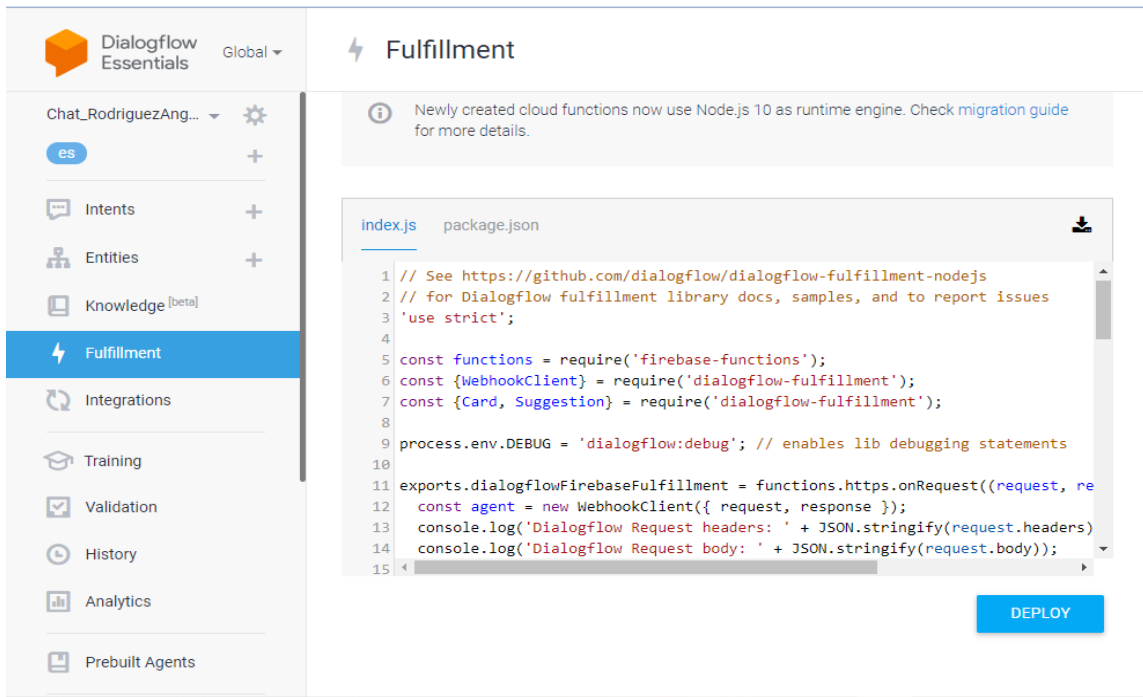 Dialogflow
Essentials
Global
Fulfillment
Chat_RodriguezAng...
es
Intents
Entities
Knowledge [beta]
Fulfillment
Integrations
Training
Validation
History
Analytics
Prebuilt Agents
Newly created cloud functions now use Node.js 10 as runtime engine. Check migration guide
for more details.
index.js package.json
1 // See https://github.com/dialogflow/dialogflow-fulfillment-nodejs
2 // for Dialogflow fulfillment library docs, samples, and to report issues
3 'use strict';
4
5 const functions = require('firebase-functions');
6 const {WebhookClient} = require('dialogflow-fulfillment');
7 const {Card, Suggestion} = require('dialogflow-fulfillment');
8
9 process.env.DEBUG = 'dialogflow:debug'; // enables lib debugging statements
10
11 exports.dialogflowFirebaseFulfillment = functions.https.onRequest((request, re
12 const agent = new WebhookClient({ request, response });
13 console.log('Dialogflow Request headers: ' + JSON.stringify(request.headers)
14 console.log('Dialogflow Request body: ' + JSON.stringify(request.body));
15
DEPLOY